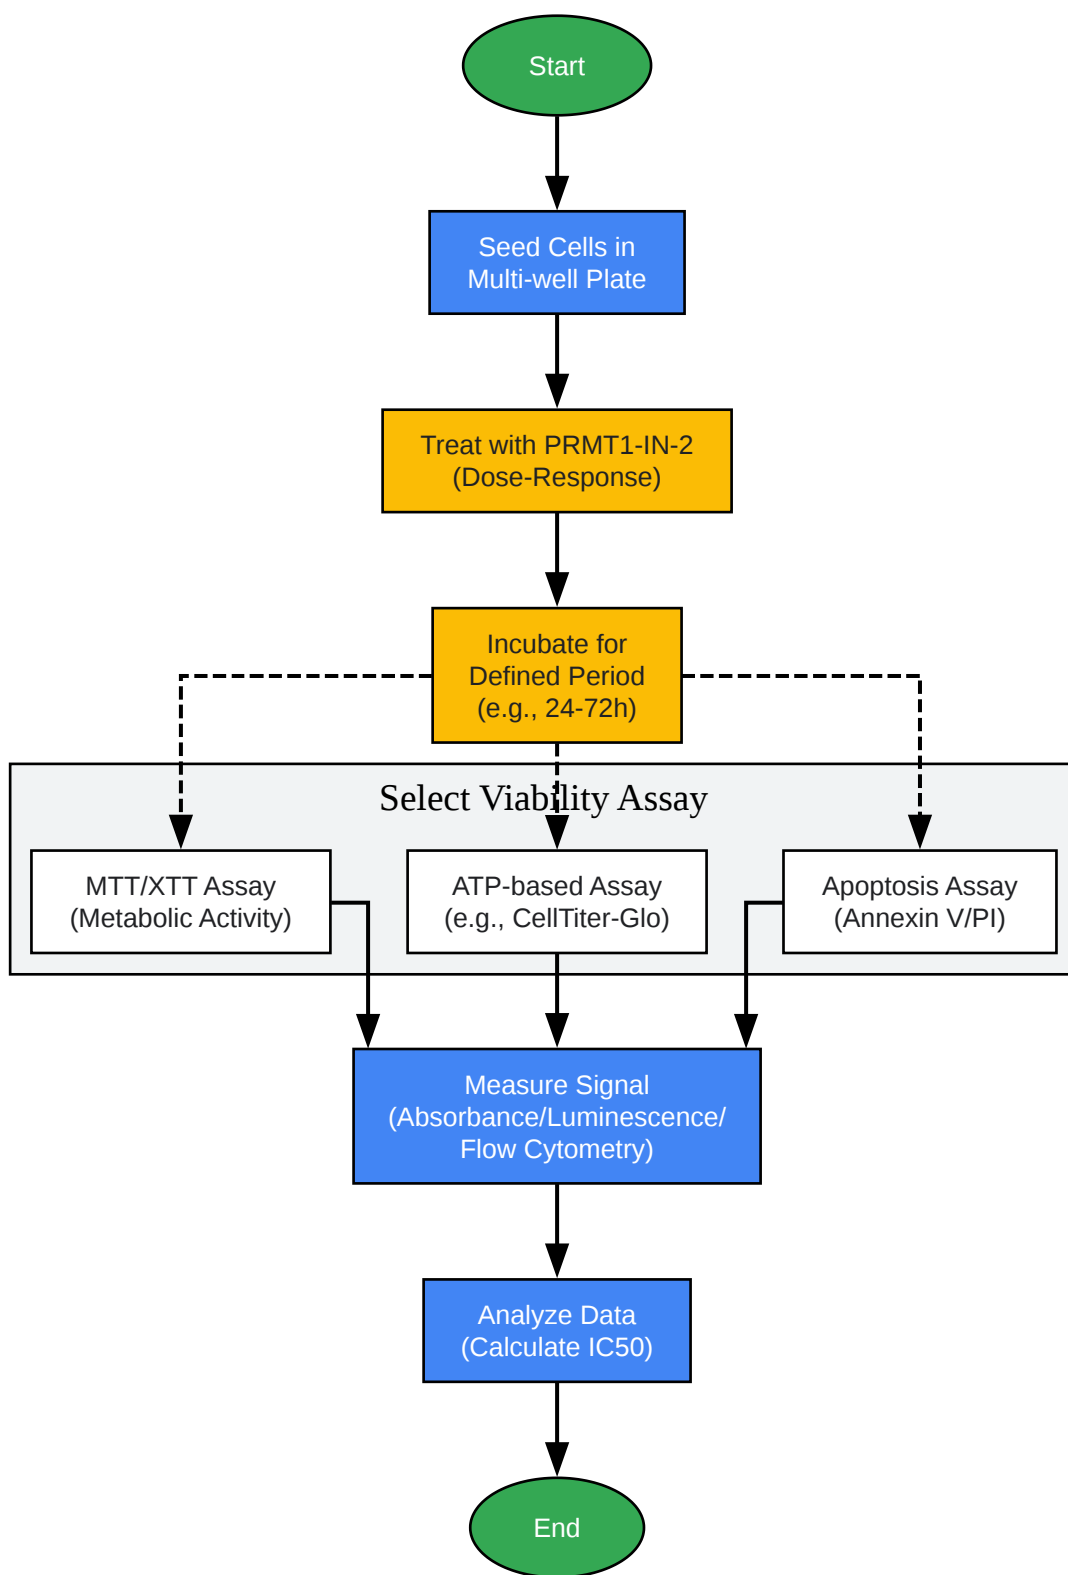 Start
Seed Cells in
Multi-well Plate
Treat with PRMT1-IN-2
(Dose-Response)
Incubate for
Defined Period
(e.g., 24-72h)
Select Viability Assay
MTT/XTT Assay
(Metabolic Activity)
ATP-based Assay
(e.g., CellTiter-Glo)
Apoptosis Assay
(Annexin V/PI)
Measure Signal
(Absorbance/Luminescence/
Flow Cytometry)
Analyze Data
(Calculate IC50)
End